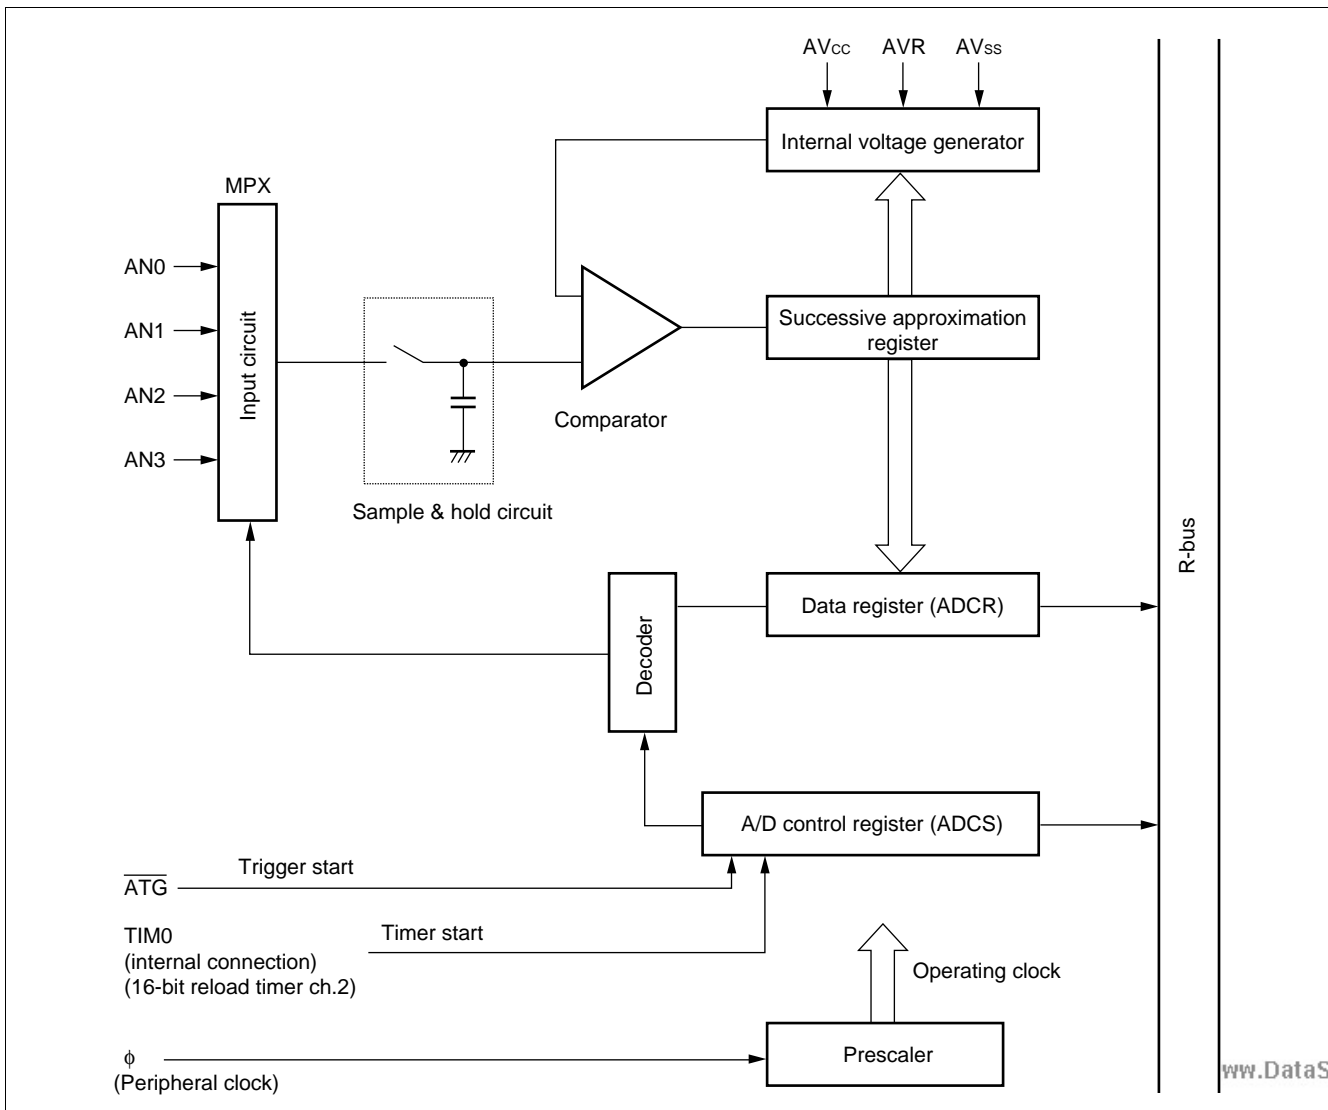 AVCC AVR AVSS
Internal voltage generator
MPX
AN0
AN1
AN2
AN3
Input circuit
Sample & hold circuit
Comparator
Successive approximation
register
R-bus
Data register (ADCR)
Decoder
A/D control register (ADCS)
Trigger start
ATG
TIM0
(internal connection)
(16-bit reload timer ch.2)
Timer start
Operating clock
Prescaler
ϕ
(Peripheral clock)
ww.DataS